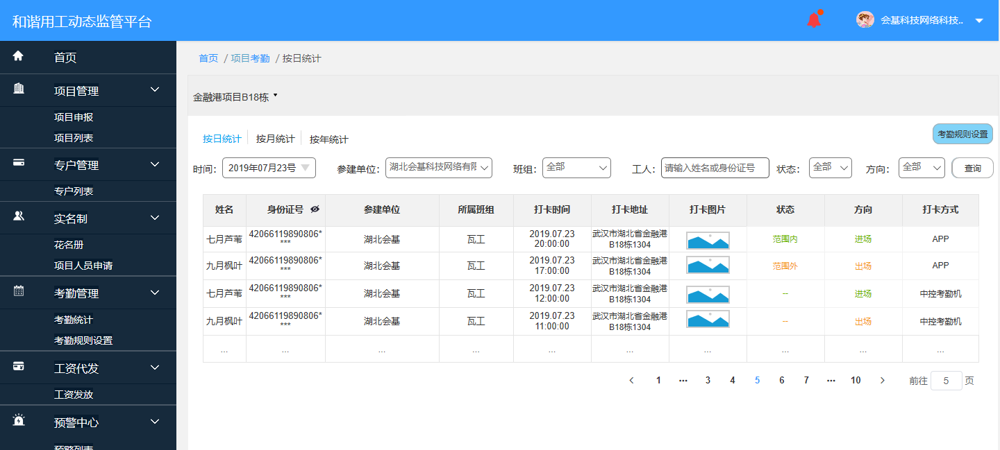 和谐用工动态监管平台
会基科技网络科技..
首页
项目管理
项目申报
项目列表
专户管理
专户列表
实名制
花名册
项目人员申请
考勤管理
考勤统计
考勤规则设置
工资代发
工资发放
预警中心
预警列表
首页 / 项目考勤 / 按日统计
金融港项目B18栋
按日统计 按月统计 按年统计
考勤规则设置
时间： 2019年07月23号 参建单位： 湖北会基科技网络有限 班组： 全部 工人： 请输入姓名或身份证号 状态： 全部 方向： 全部 查询
姓名 身份证号 参建单位 所属班组 打卡时间 打卡地址 打卡图片 状态 方向 打卡方式
七月芦苇 42066119890806* 湖北会基 瓦工 2019.07.23 武汉市湖北省金融港 范围内 进场 APP
*** 20:00:00 B18栋1304
九月枫叶 42066119890806* 湖北会基 瓦工 2019.07.23 武汉市湖北省金融港 范围外 出场 APP
*** 17:00:00 B18栋1304
七月芦苇 42066119890806* 湖北会基 瓦工 2019.07.23 武汉市湖北省金融港 -- 进场 中控考勤机
*** 12:00:00 B18栋1304
九月枫叶 42066119890806* 湖北会基 瓦工 2019.07.23 武汉市湖北省金融港 -- 出场 中控考勤机
*** 11:00:00 B18栋1304
... ... ... ... ... ... ... ... ... ...
< 1 ••• 3 4 5 6 7 ••• 10 > 前往 5 页